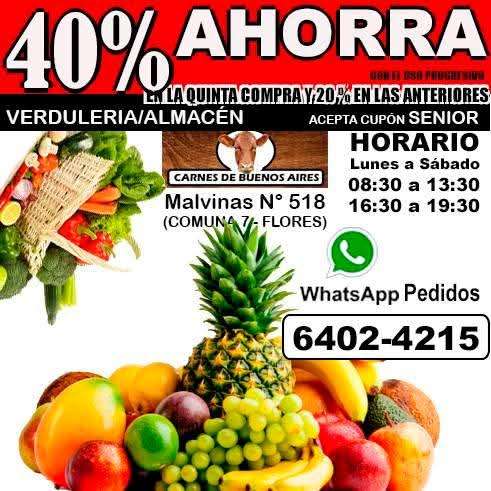 40% AHORRA
CON EL USO PROGRESIVO
EN LA QUINTA COMPRA Y 20 % EN LAS ANTERIORES
VERDULERIA/ALMACÉN
ACEPTA CUPÓN SENIOR
CARNES DE BUENOS AIRES
Malvinas N° 518
(COMUNA 7 - FLORES)
HORARIO
Lunes a Sábado
08:30 a 13:30
16:30 a 19:30
WhatsApp Pedidos
6402-4215